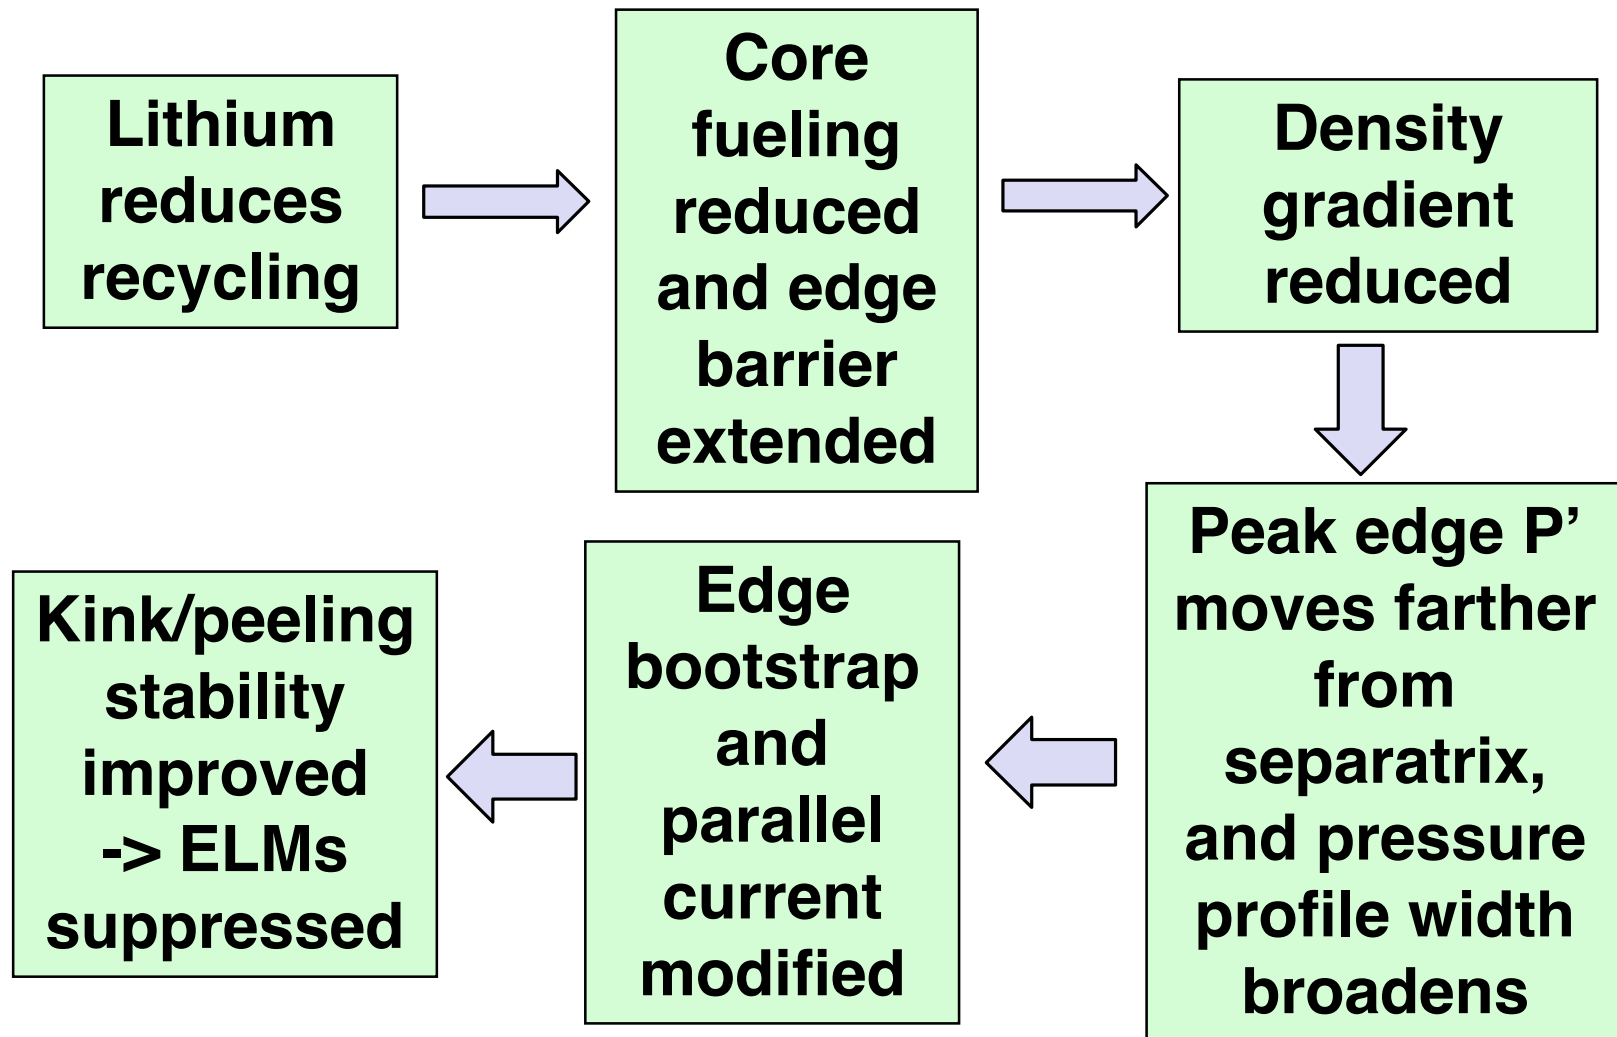 Lithium
reduces
recycling
Core
fueling
reduced
and edge
barrier
extended
Density
gradient
reduced
Peak edge P’
moves farther
from
separatrix,
and pressure
profile width
broadens
Edge
bootstrap
and
parallel
current
modified
Kink/peeling
stability
improved
-> ELMs
suppressed